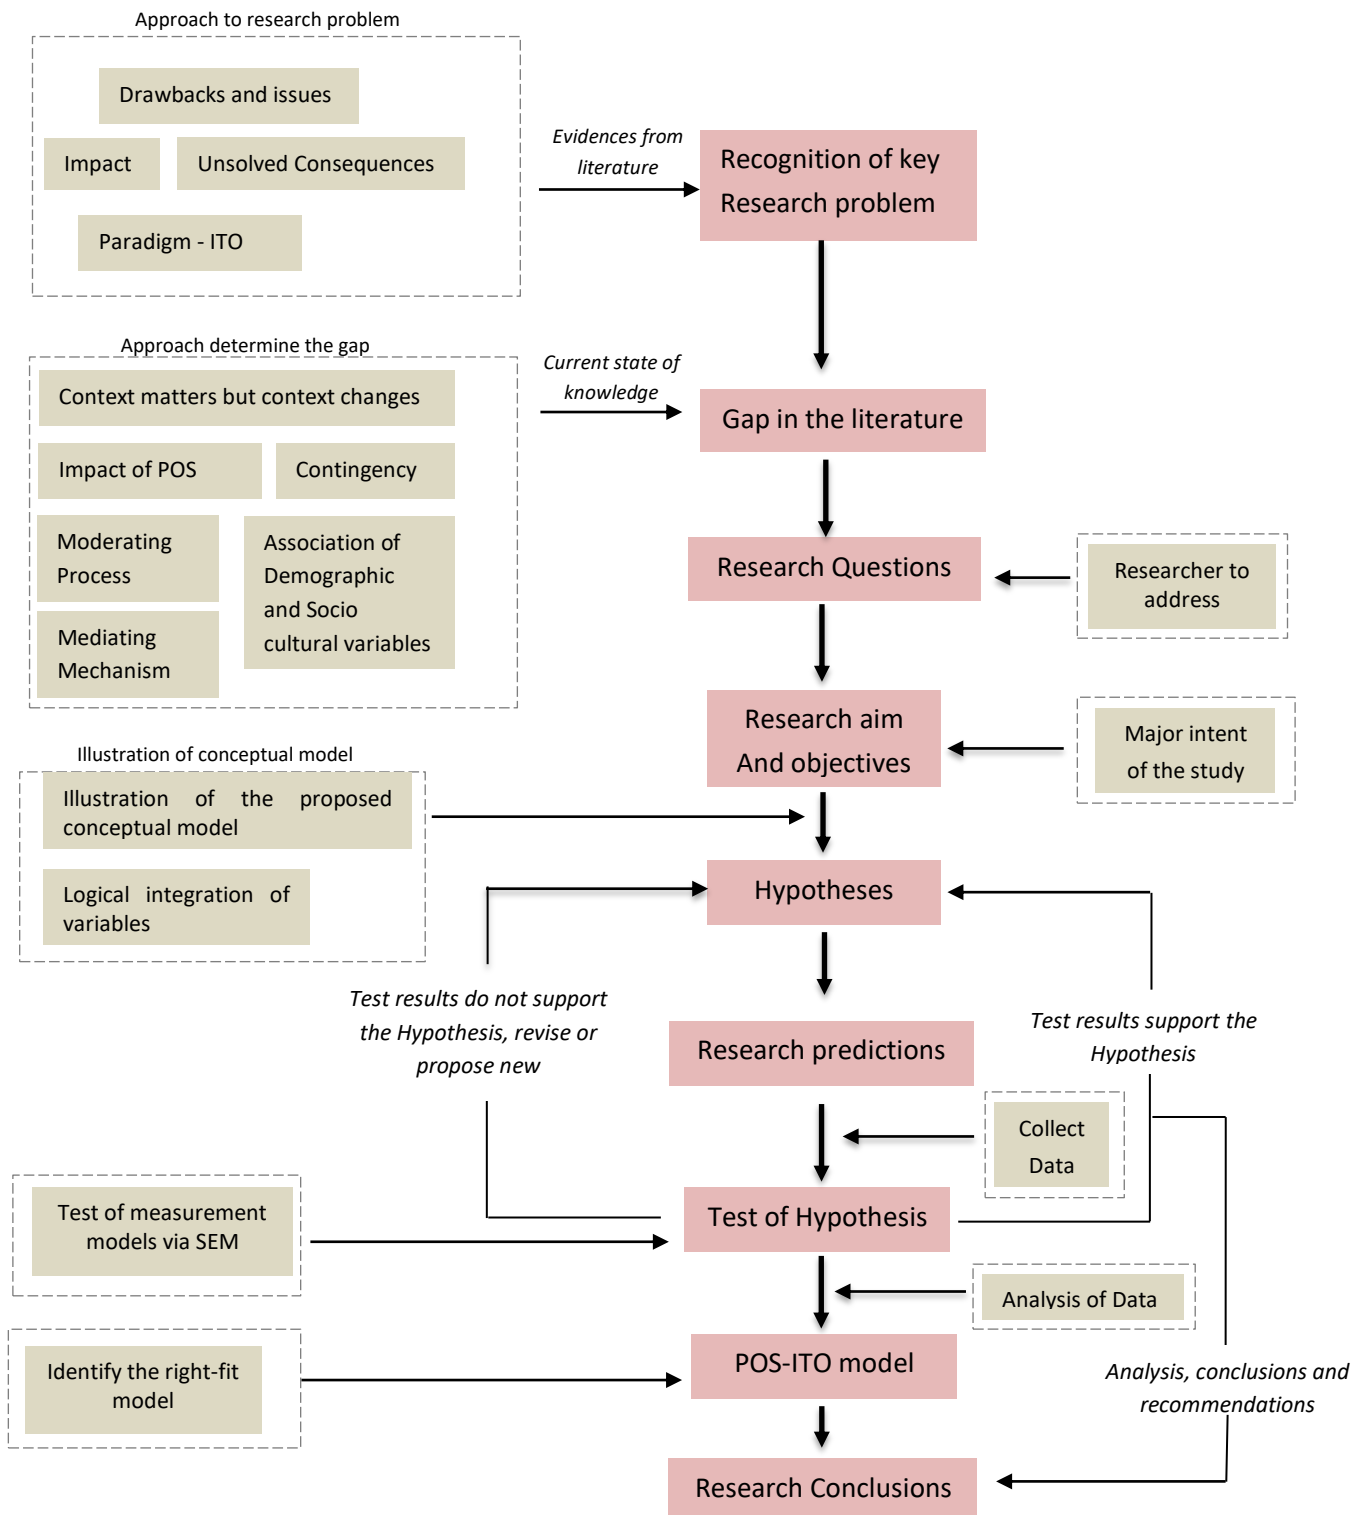 Approach to research problem
Drawbacks and issues
Impact
Unsolved Consequences
Paradigm - ITO
Evidences from
literature
Recognition of key
Research problem
Approach determine the gap
Context matters but context changes
Impact of POS
Contingency
Moderating
Process
Association of
Demographic
and Socio
cultural variables
Mediating
Mechanism
Current state of
knowledge
Gap in the literature
Research Questions
Researcher to
address
Research aim
And objectives
Major intent
of the study
Illustration of conceptual model
Illustration of the proposed
conceptual model
Logical integration of
variables
Hypotheses
Test results do not support
the Hypothesis, revise or
propose new
Research predictions
Test results support the
Hypothesis
Collect
Data
Test of measurement
models via SEM
Test of Hypothesis
Analysis of Data
Identify the right-fit
model
POS-ITO model
Analysis, conclusions and
recommendations
Research Conclusions